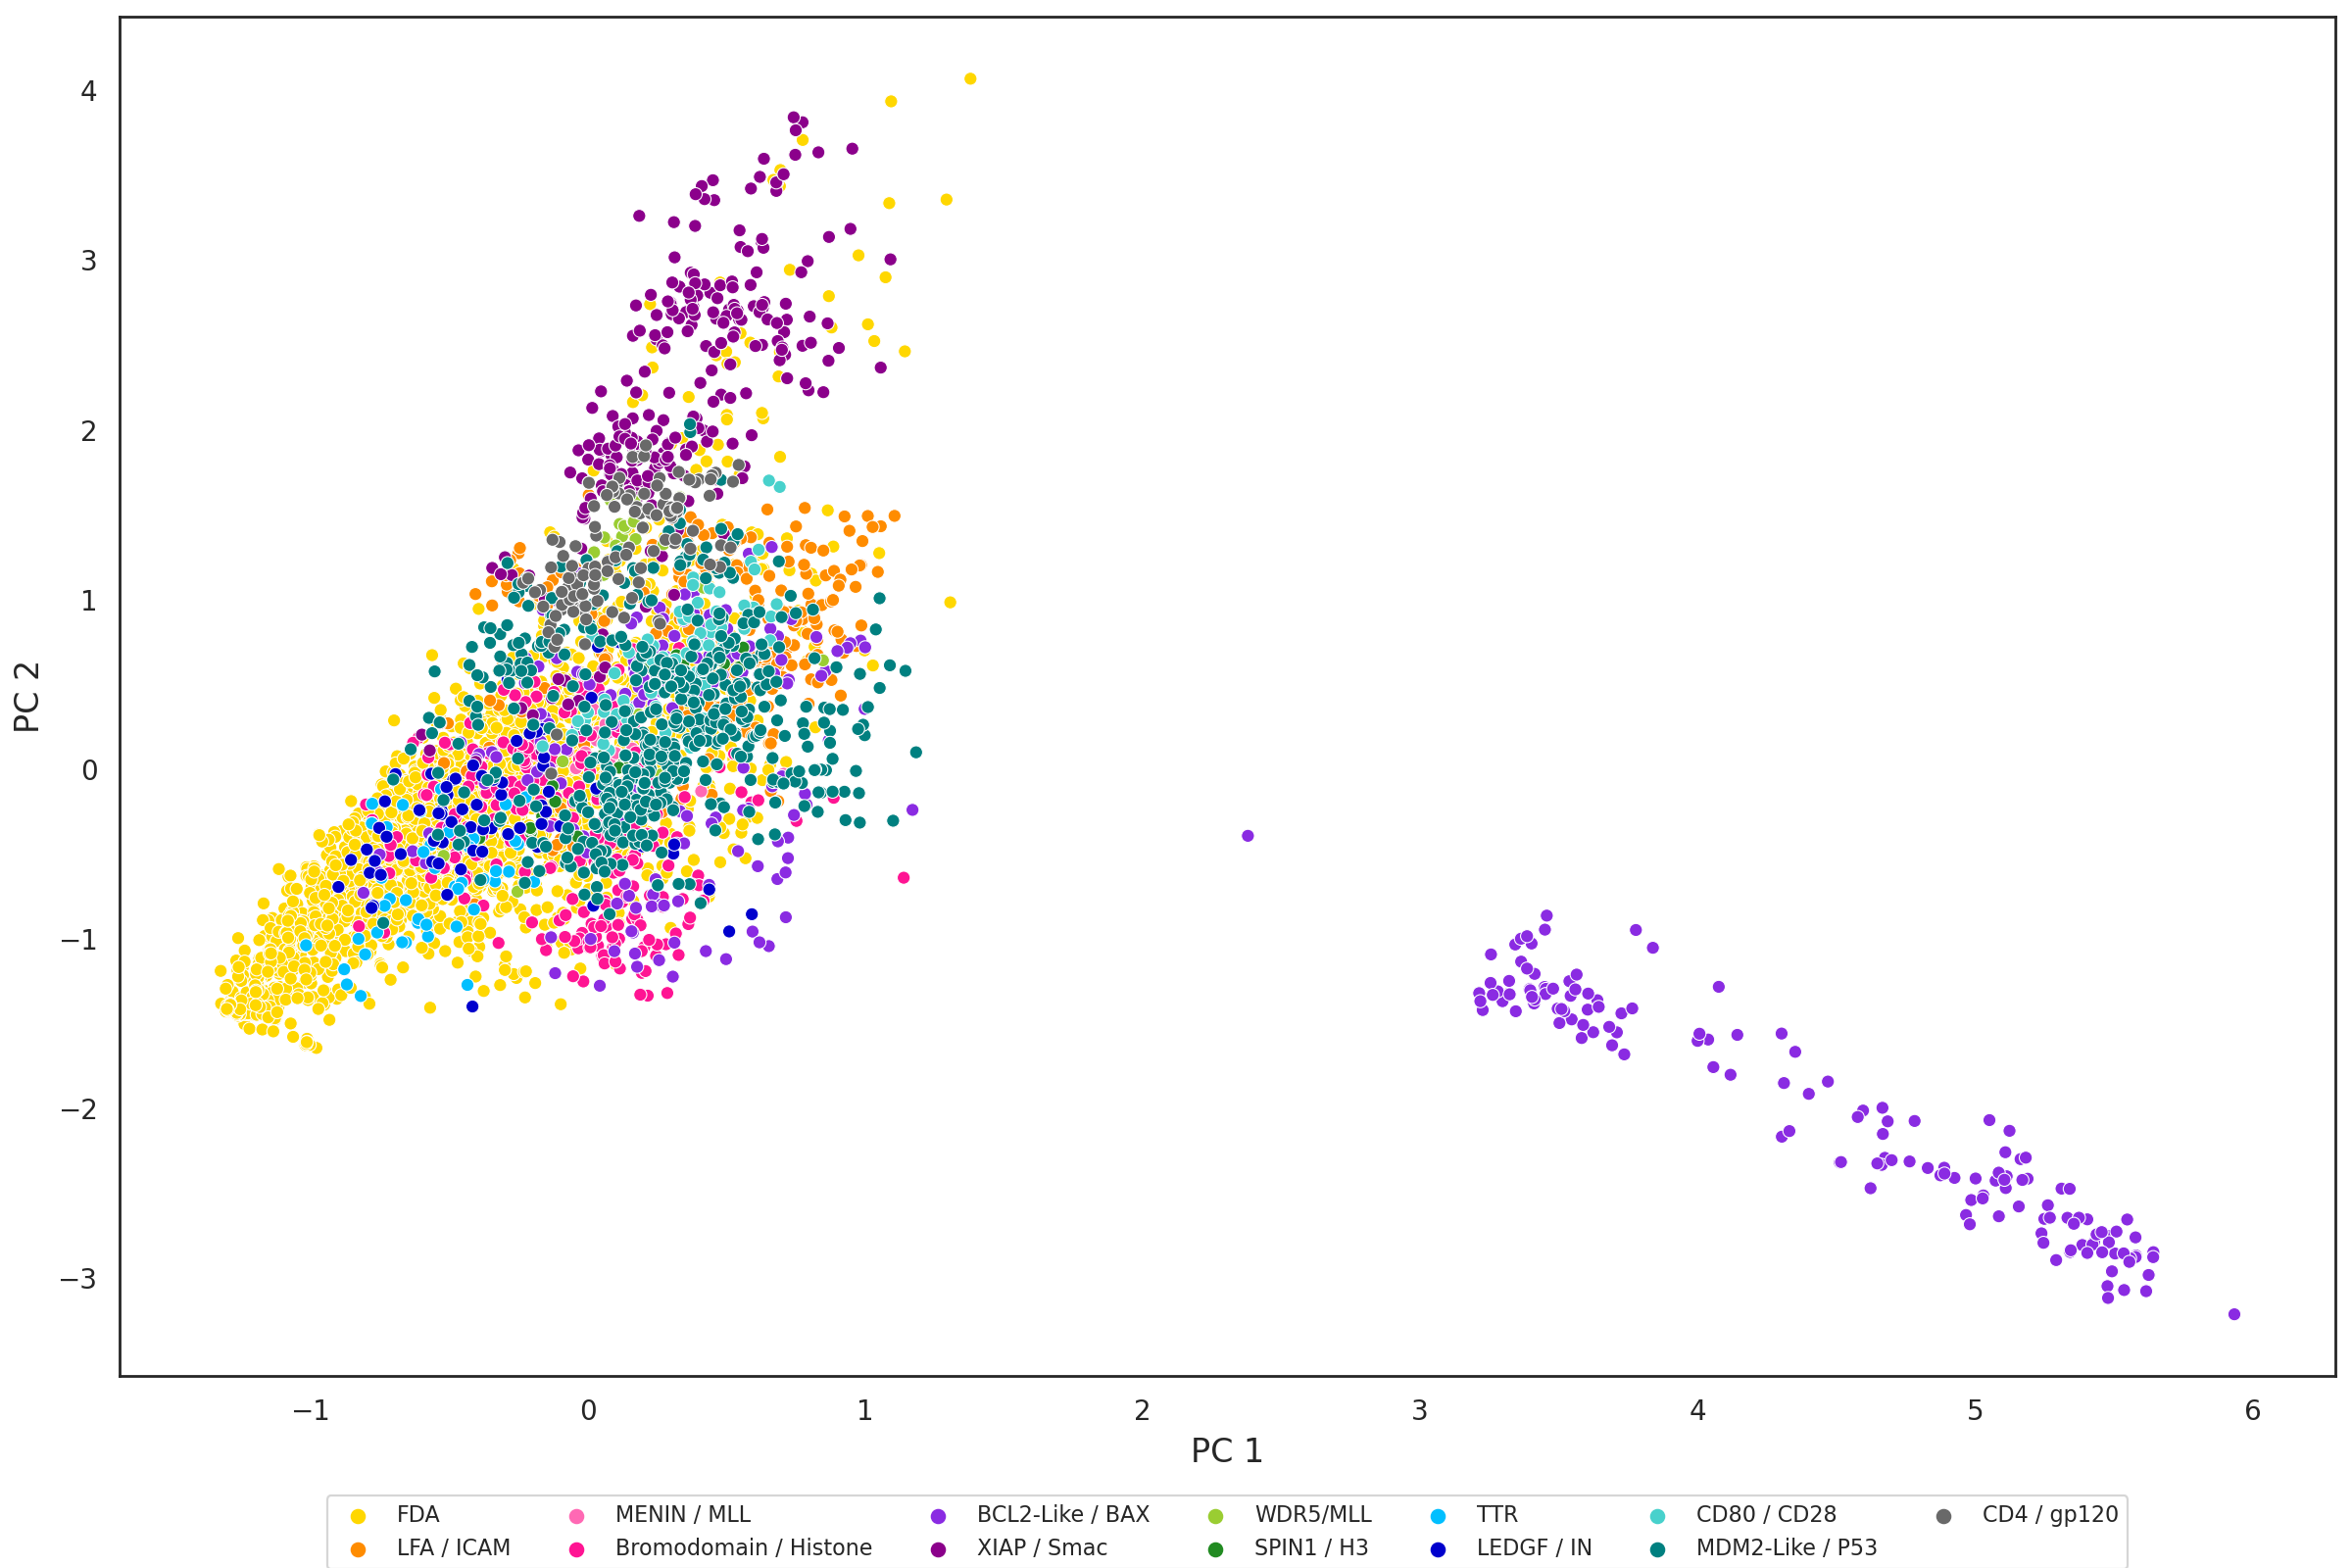 4
3
2
1
0
−1
−2
−3
PC 2
−1 0 1 2 3 4 5 6
PC 1
FDA MENIN / MLL BCL2-Like / BAX WDR5/MLL TTR CD80 / CD28 CD4 / gp120
LFA / ICAM Bromodomain / Histone XIAP / Smac SPIN1 / H3 LEDGF / IN MDM2-Like / P53